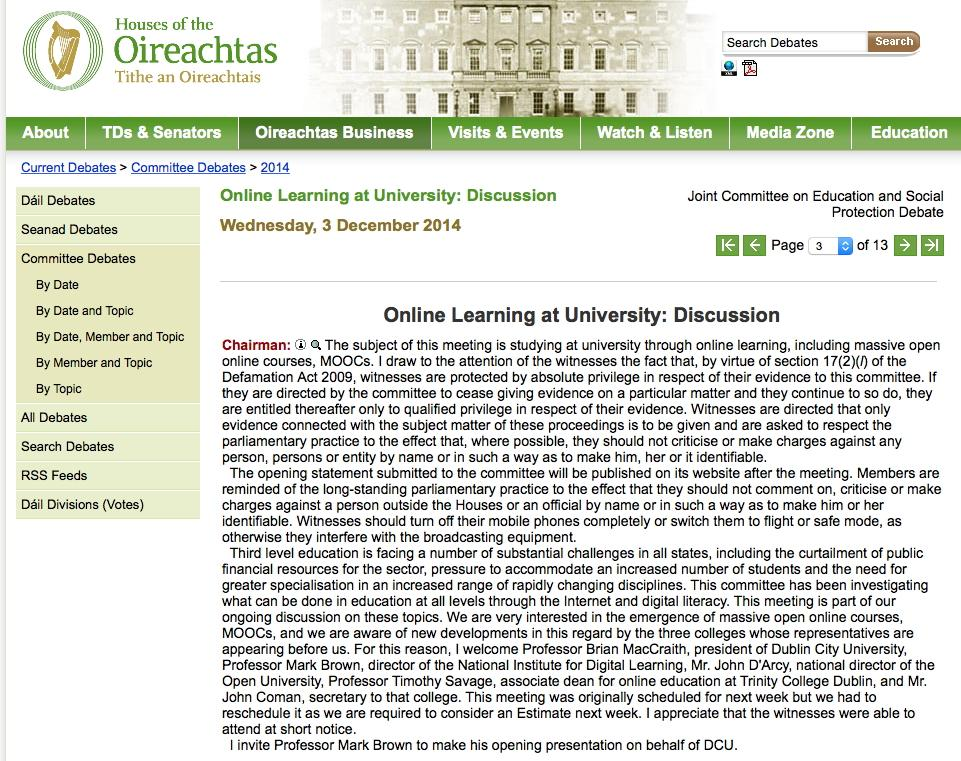 Houses of the
Oireachtas
Tithe an Oireachtais
Search Debates
Search
About
TDs & Senators
Oireachtas Business
Visits & Events
Watch & Listen
Media Zone
Education
Current Debates > Committee Debates > 2014
Dáil Debates
Seanad Debates
Committee Debates
By Date
By Date and Topic
By Date, Member and Topic
By Member and Topic
By Topic
All Debates
Search Debates
RSS Feeds
Dáil Divisions (Votes)
Online Learning at University: Discussion
Wednesday, 3 December 2014
Joint Committee on Education and Social
Protection Debate
Page 3 of 13
Online Learning at University: Discussion
Chairman: The subject of this meeting is studying at university through online learning, including massive open
online courses, MOOCs. I draw to the attention of the witnesses the fact that, by virtue of section 17(2)(l) of the
Defamation Act 2009, witnesses are protected by absolute privilege in respect of their evidence to this committee. If
they are directed by the committee to cease giving evidence on a particular matter and they continue to so do, they
are entitled thereafter only to qualified privilege in respect of their evidence. Witnesses are directed that only
evidence connected with the subject matter of these proceedings is to be given and are asked to respect the
parliamentary practice to the effect that, where possible, they should not criticise or make charges against any
person, persons or entity by name or in such a way as to make him, her or it identifiable.
The opening statement submitted to the committee will be published on its website after the meeting. Members are
reminded of the long-standing parliamentary practice to the effect that they should not comment on, criticise or make
charges against a person outside the Houses or an official by name or in such a way as to make him or her
identifiable. Witnesses should turn off their mobile phones completely or switch them to flight or safe mode, as
otherwise they interfere with the broadcasting equipment.
Third level education is facing a number of substantial challenges in all states, including the curtailment of public
financial resources for the sector, pressure to accommodate an increased number of students and the need for
greater specialisation in an increased range of rapidly changing disciplines. This committee has been investigating
what can be done in education at all levels through the Internet and digital literacy. This meeting is part of our
ongoing discussion on these topics. We are very interested in the emergence of massive open online courses,
MOOCs, and we are aware of new developments in this regard by the three colleges whose representatives are
appearing before us. For this reason, I welcome Professor Brian MacCraith, president of Dublin City University,
Professor Mark Brown, director of the National Institute for Digital Learning, Mr. John D'Arcy, national director of the
Open University, Professor Timothy Savage, associate dean for online education at Trinity College Dublin, and Mr.
John Coman, secretary to that college. This meeting was originally scheduled for next week but we had to
reschedule it as we are required to consider an Estimate next week. I appreciate that the witnesses were able to
attend at short notice.
I invite Professor Mark Brown to make his opening presentation on behalf of DCU.